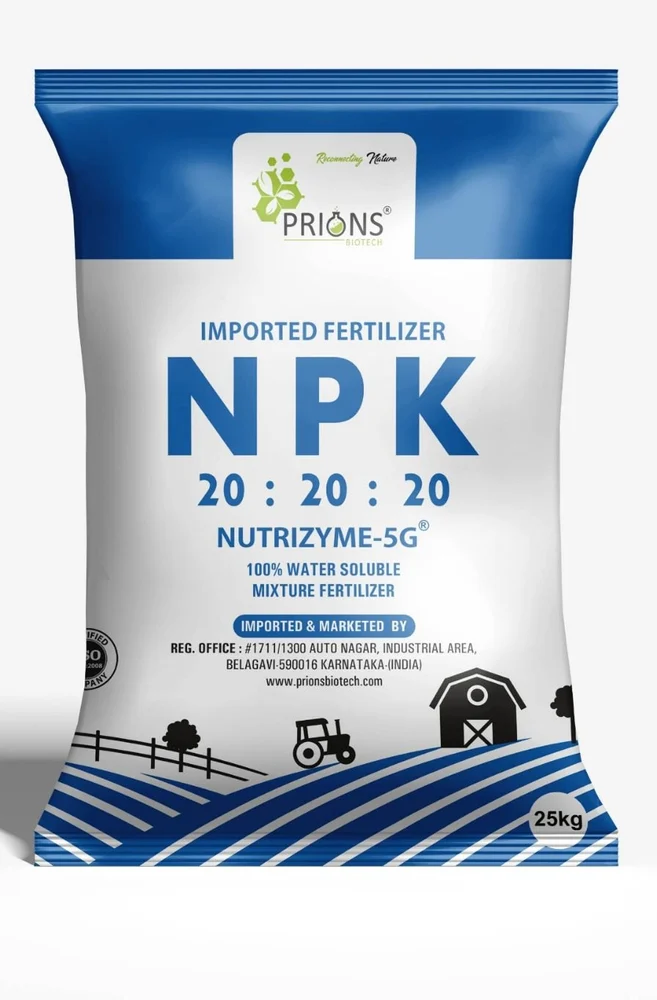 Reconnecting Nature
PRIONS®
BIOTECH
IMPORTED FERTILIZER
NPK
20 : 20 : 20
NUTRIZYME-5G®
100% WATER SOLUBLE
MIXTURE FERTILIZER
IMPORTED & MARKETED BY
REG. OFFICE : #1711/1300 AUTO NAGAR, INDUSTRIAL AREA,
BELAGAVI-590016 KARNATAKA-(INDIA)
www.prionsbiotech.com
25kg